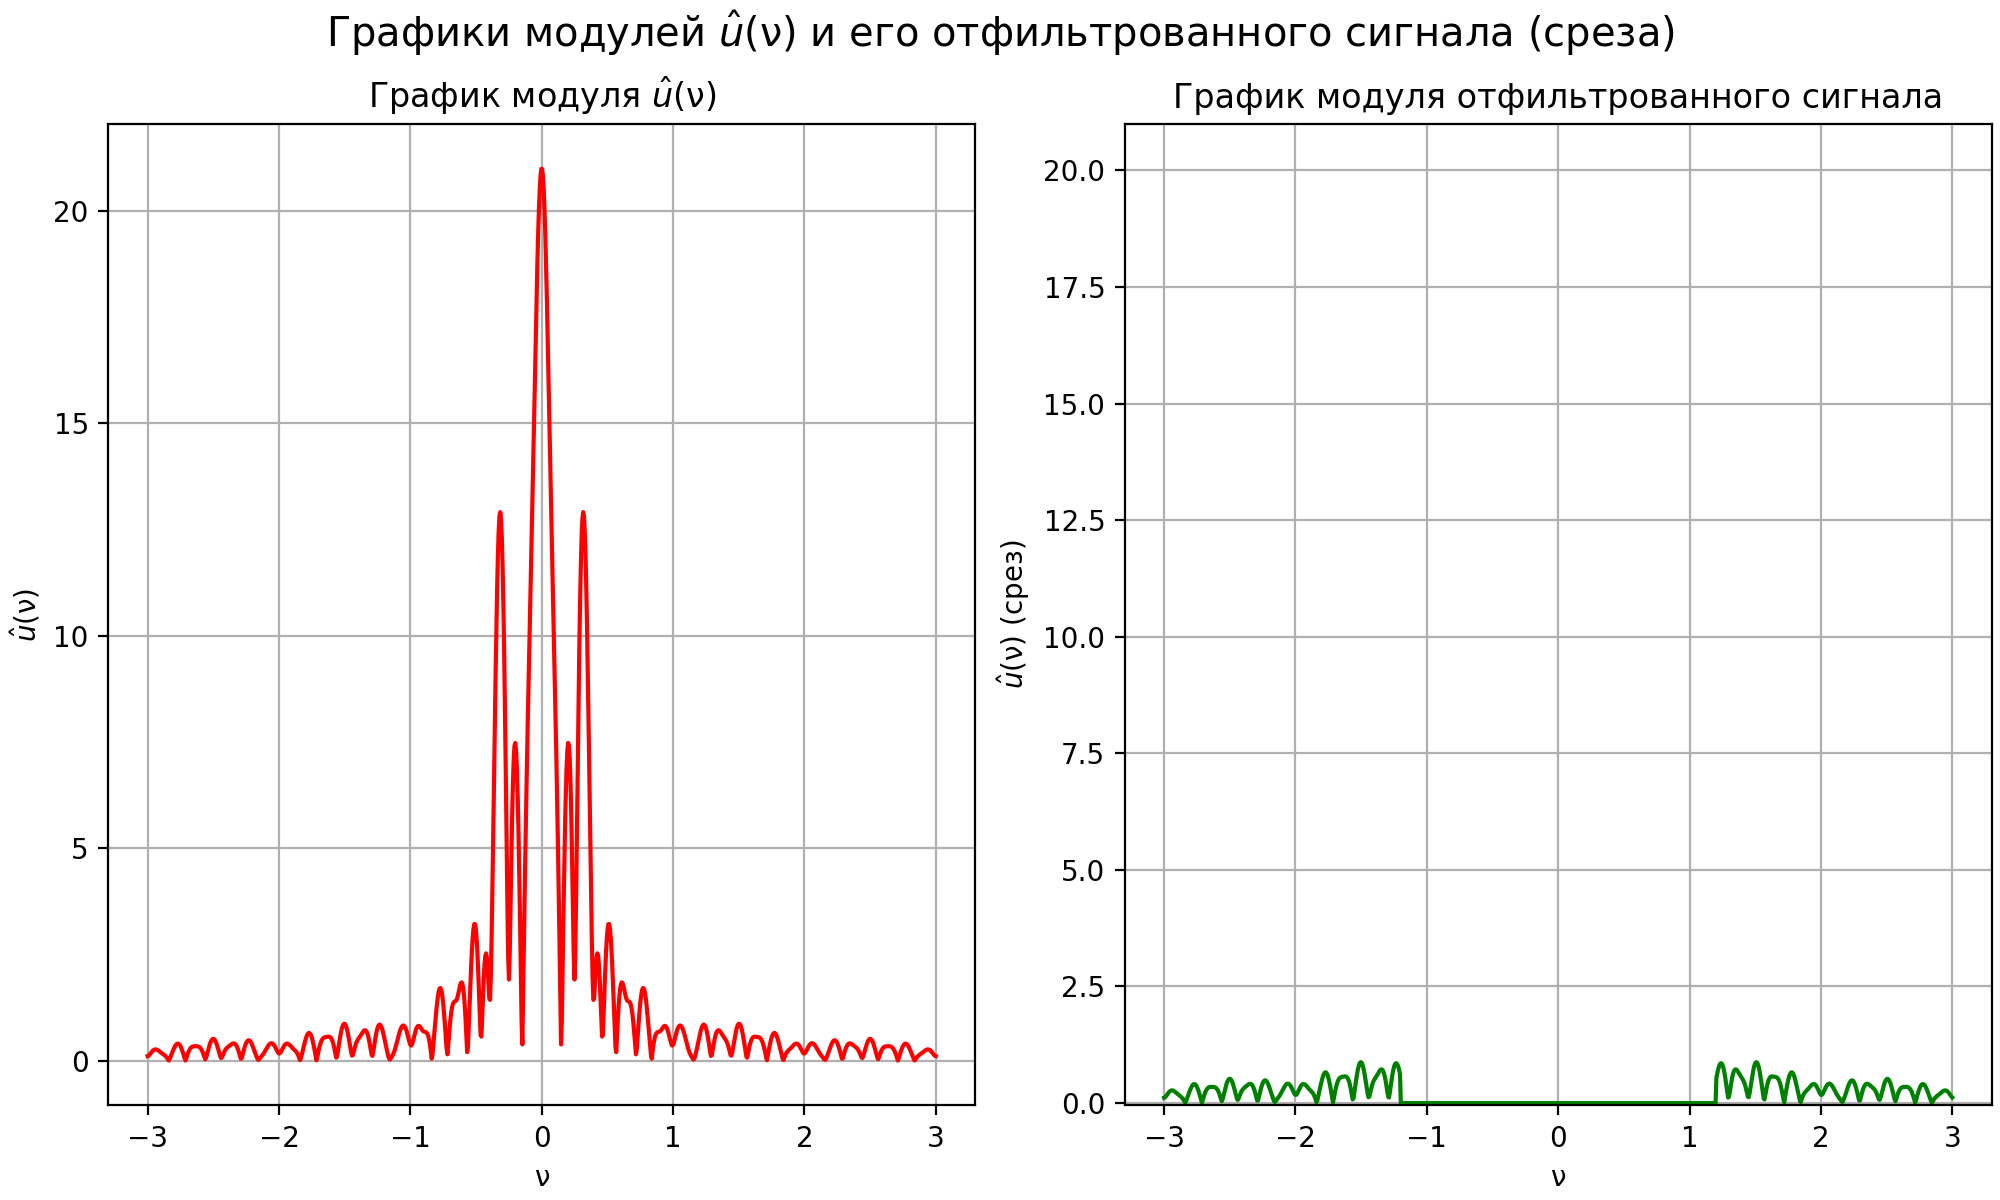 Графики модулей û(ν) и его отфильтрованного сигнала (среза)
График модуля û(ν)
20
15
10
5
0
−3 −2 −1 0 1 2 3
û(ν)
ν
График модуля отфильтрованного сигнала
20.0
17.5
15.0
12.5
10.0
7.5
5.0
2.5
0.0
−3 −2 −1 0 1 2 3
û(ν) (срез)
ν